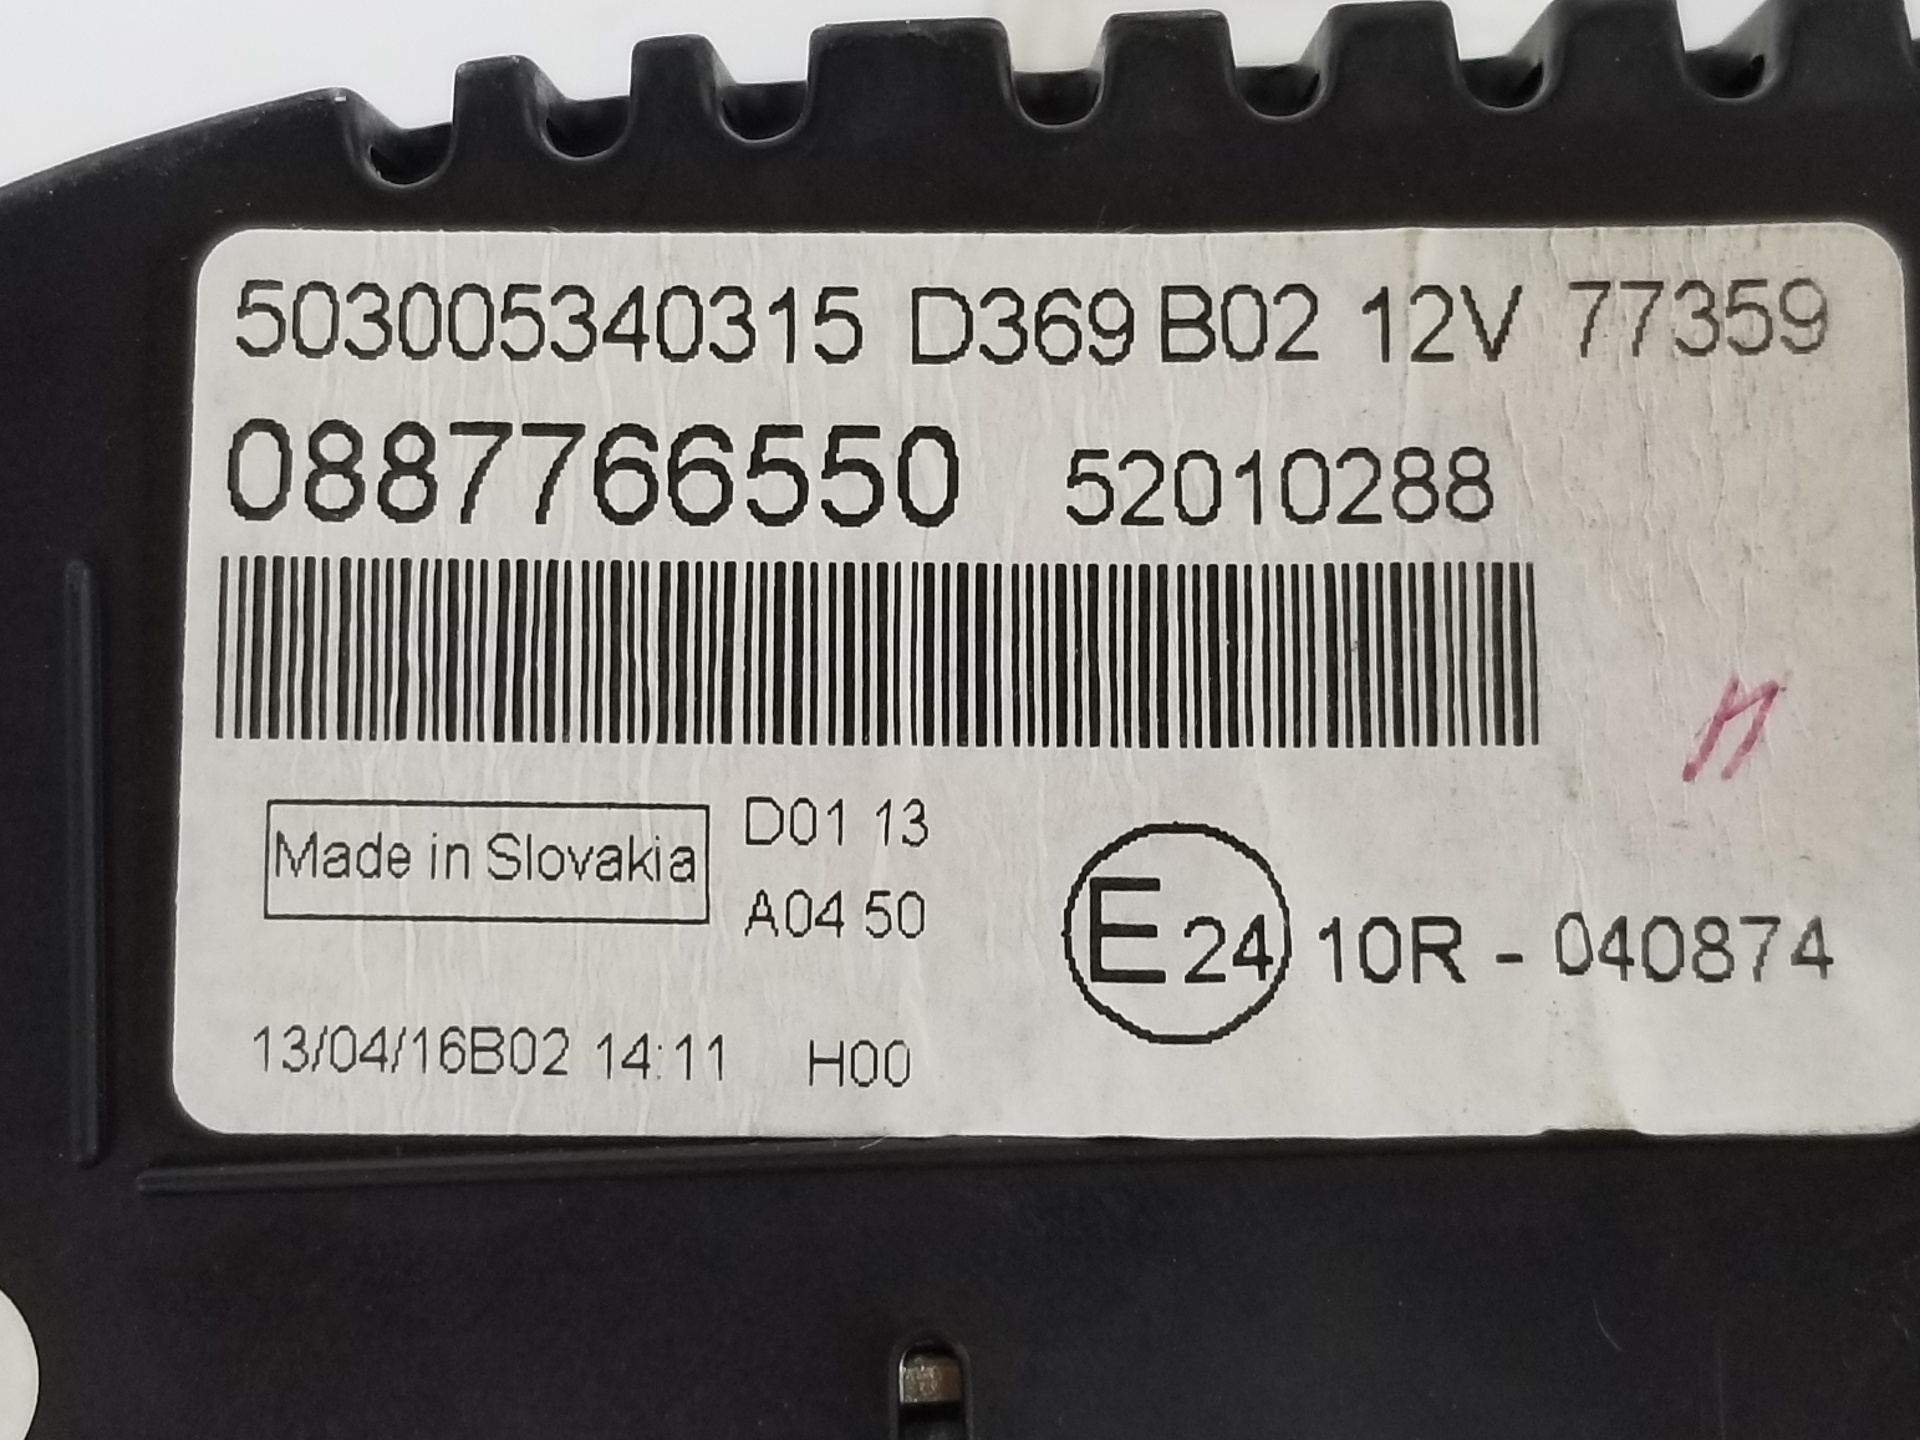 503005340315 D369 B02 12V 77359
0887766550 52010288
Made in Slovakia
D01 13
A04 50
E24 10R - 040874
13/04/16B02 14:11 H00